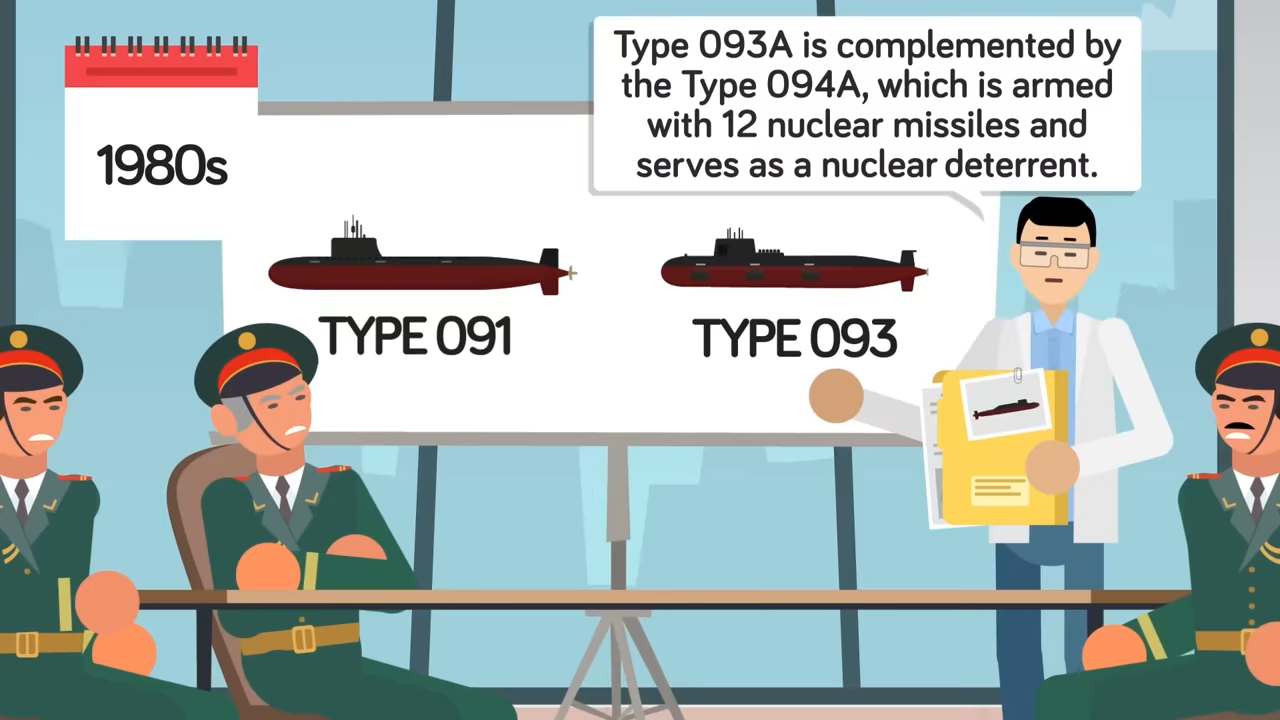 Type 093A is complemented by
the Type 094A, which is armed
with 12 nuclear missiles and
serves as a nuclear deterrent.
1980s
TYPE 091
TYPE 093